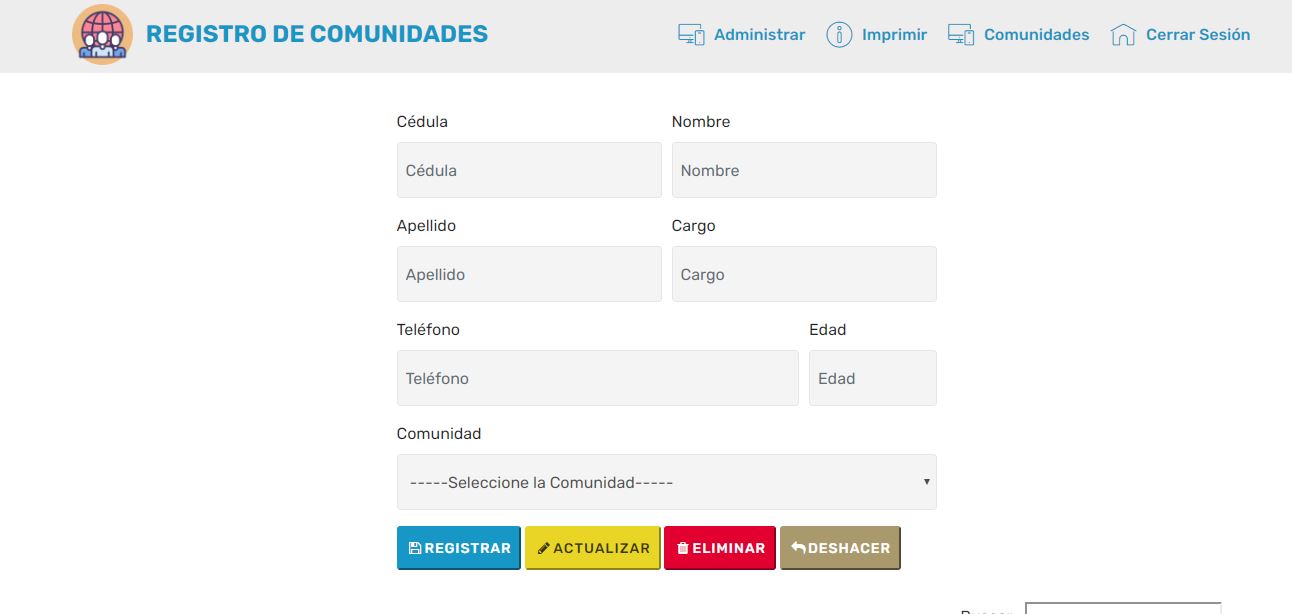 REGISTRO DE COMUNIDADES Administrar Imprimir Comunidades Cerrar Sesión
Cédula Nombre
Cédula Nombre
Apellido Cargo
Apellido Cargo
Teléfono Edad
Teléfono Edad
Comunidad
-----Seleccione la Comunidad-----
REGISTRAR ACTUALIZAR ELIMINAR DESHACER